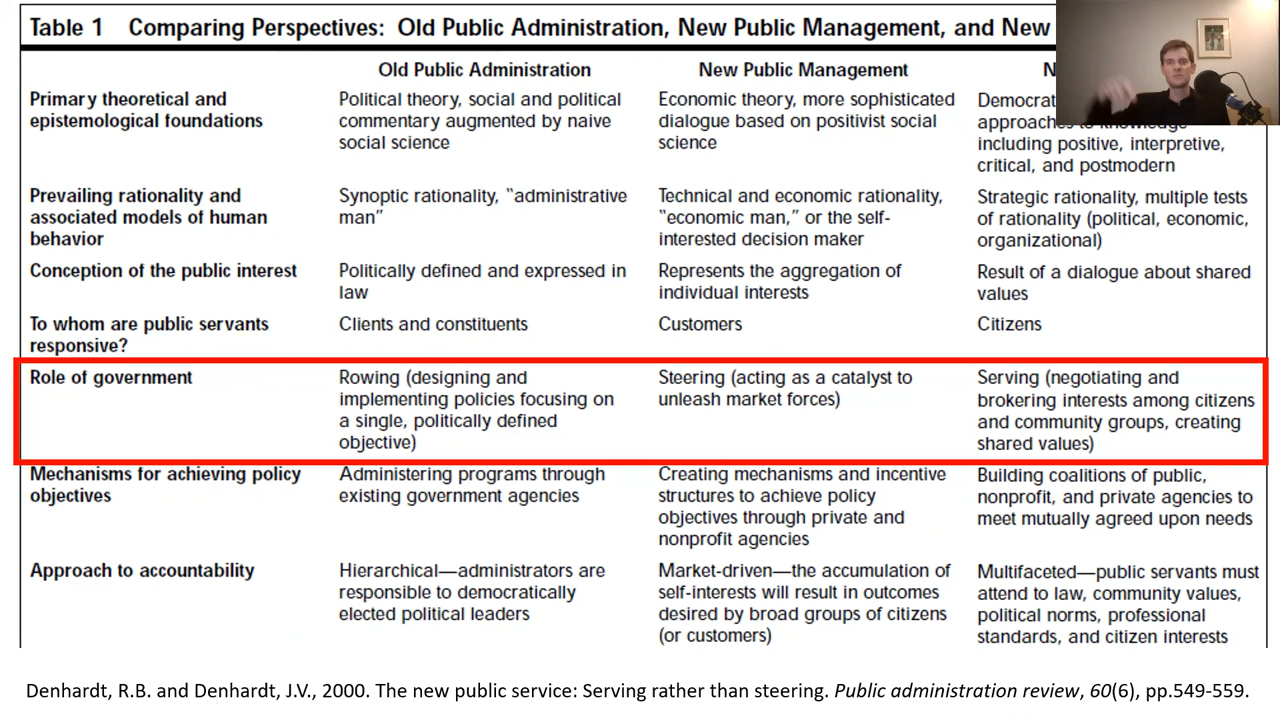 Table 1 Comparing Perspectives: Old Public Administration, New Public Management, and New
Old Public Administration
New Public Management
N
Primary theoretical and
epistemological foundations
Political theory, social and political
commentary augmented by naive
social science
Economic theory, more sophisticated
dialogue based on positivist social
science
Democrat
approaches to knowledge
including positive, interpretive,
critical, and postmodern
Prevailing rationality and
associated models of human
behavior
Synoptic rationality, "administrative
man"
Technical and economic rationality,
"economic man," or the self-
interested decision maker
Strategic rationality, multiple tests
of rationality (political, economic,
organizational)
Conception of the public interest
Politically defined and expressed in
law
Represents the aggregation of
individual interests
Result of a dialogue about shared
values
To whom are public servants
responsive?
Clients and constituents
Customers
Citizens
Role of government
Rowing (designing and
implementing policies focusing on
a single, politically defined
objective)
Steering (acting as a catalyst to
unleash market forces)
Serving (negotiating and
brokering interests among citizens
and community groups, creating
shared values)
Mechanisms for achieving policy
objectives
Administering programs through
existing government agencies
Creating mechanisms and incentive
structures to achieve policy
objectives through private and
nonprofit agencies
Building coalitions of public,
nonprofit, and private agencies to
meet mutually agreed upon needs
Approach to accountability
Hierarchical—administrators are
responsible to democratically
elected political leaders
Market-driven—the accumulation of
self-interests will result in outcomes
desired by broad groups of citizens
(or customers)
Multifaceted—public servants must
attend to law, community values,
political norms, professional
standards, and citizen interests
Denhardt, R.B. and Denhardt, J.V., 2000. The new public service: Serving rather than steering. Public administration review, 60(6), pp.549-559.